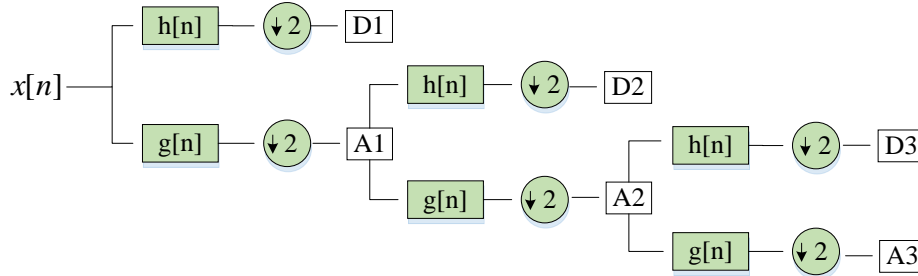 h[n] ↓2 D1
x[n]
h[n] ↓2 D2
g[n] ↓2 A1
h[n] ↓2 D3
g[n] ↓2 A2
g[n] ↓2 A3